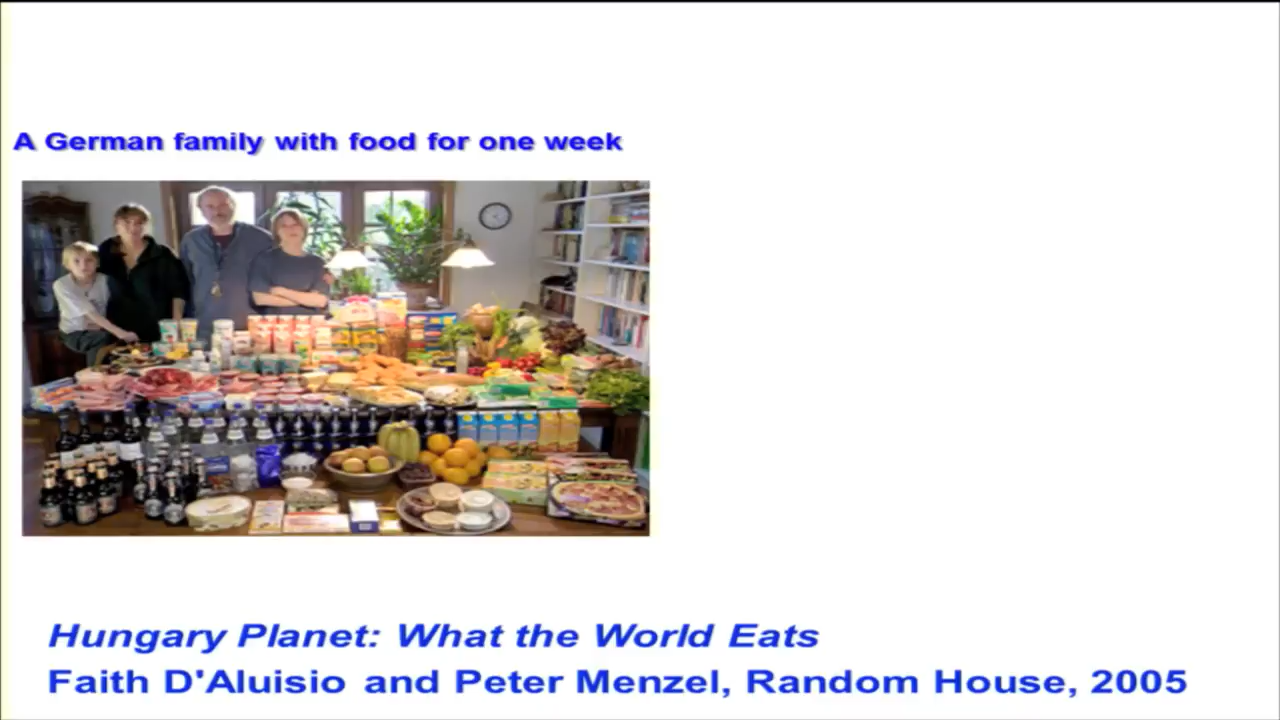 A German family with food for one week
Hungary Planet: What the World Eats
Faith D'Aluisio and Peter Menzel, Random House, 2005